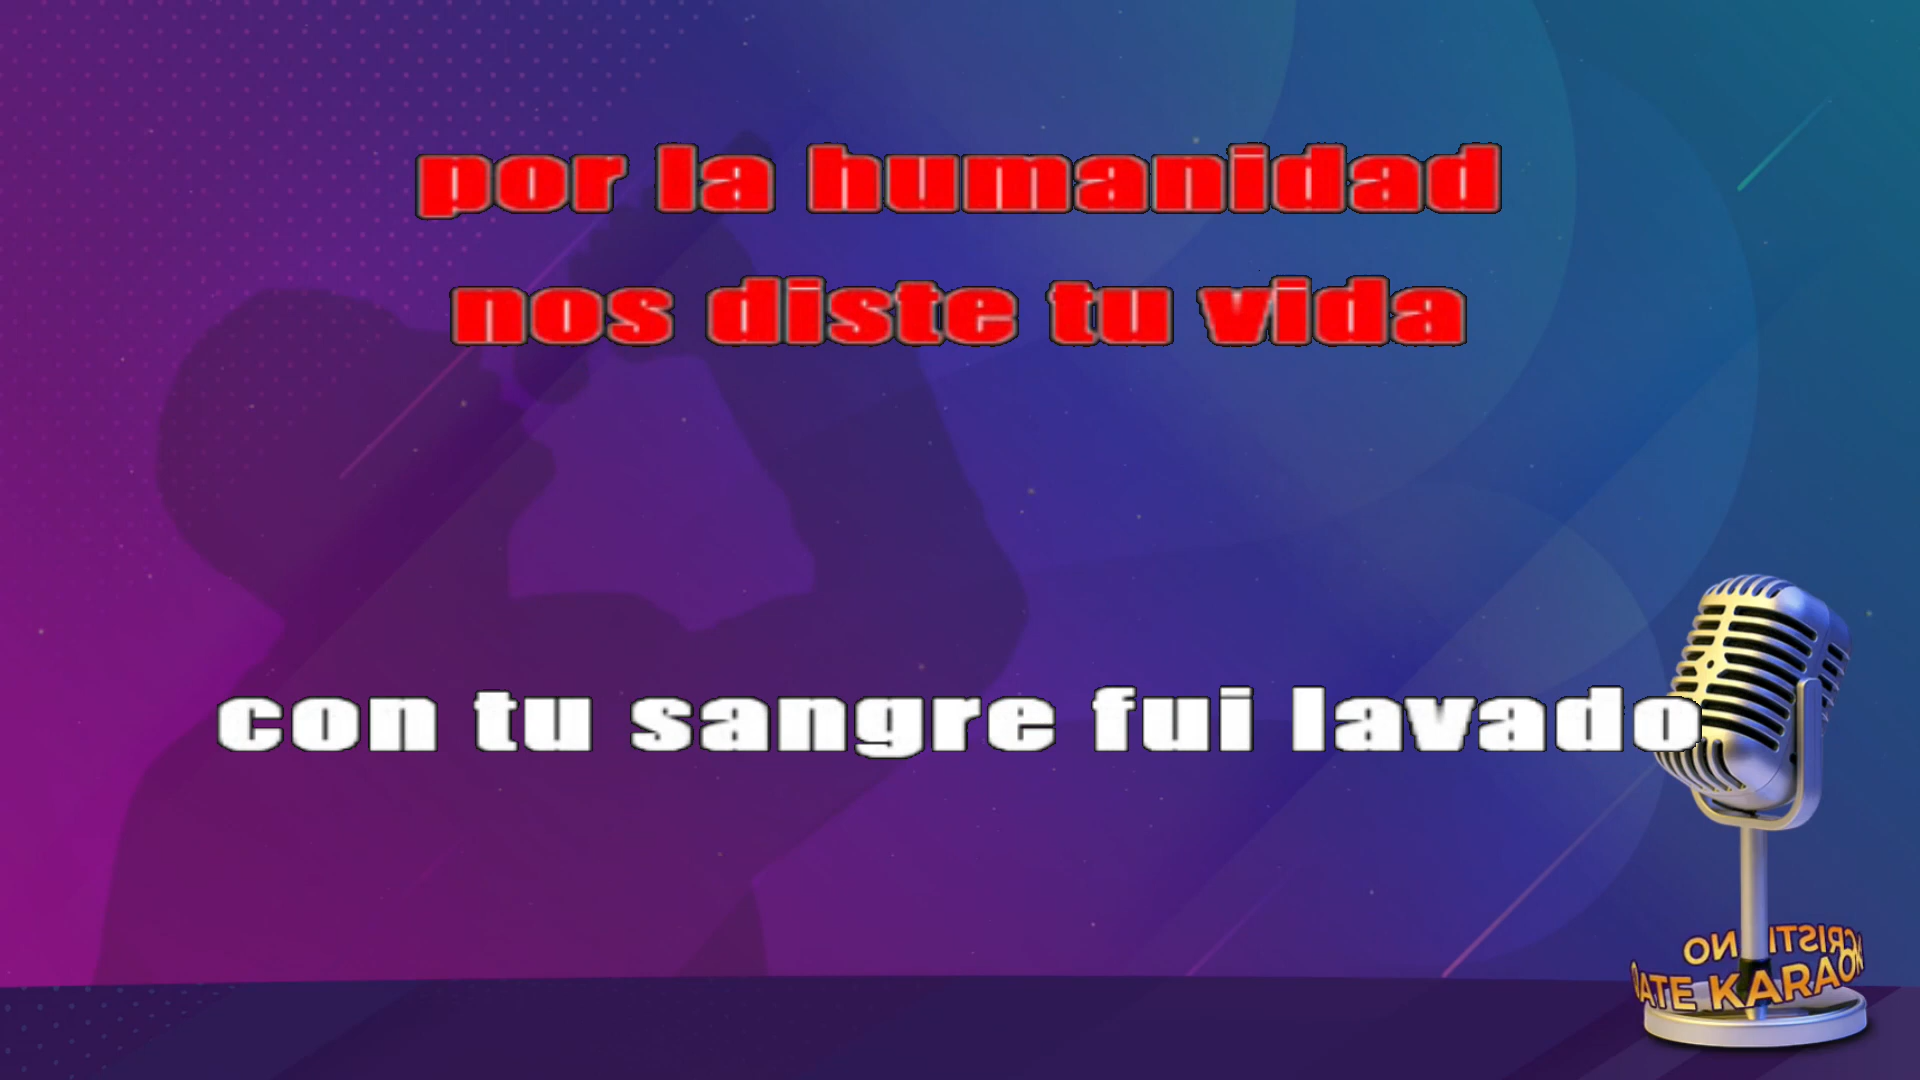 por la humanidad
nos diste tu vida
con tu sangre fui lavado